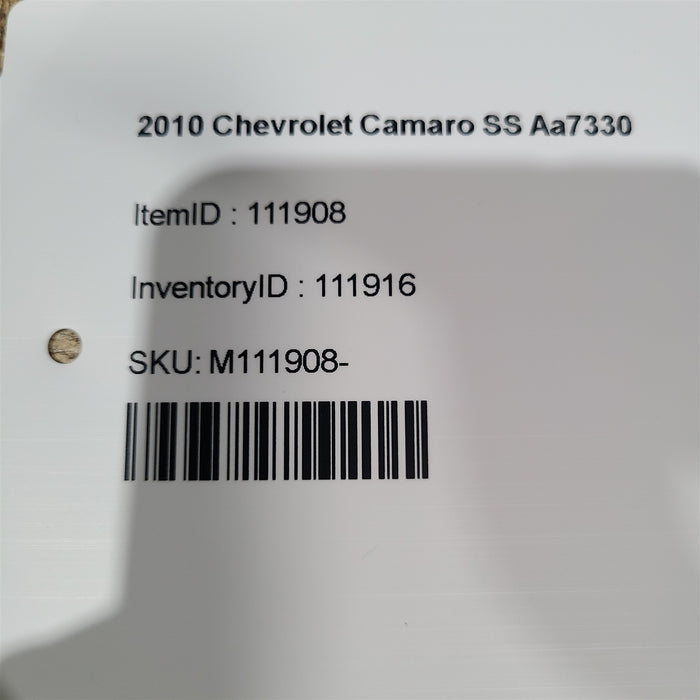 2010 Chevrolet Camaro SS Aa7330
ItemID : 111908
InventoryID : 111916
SKU: M111908-